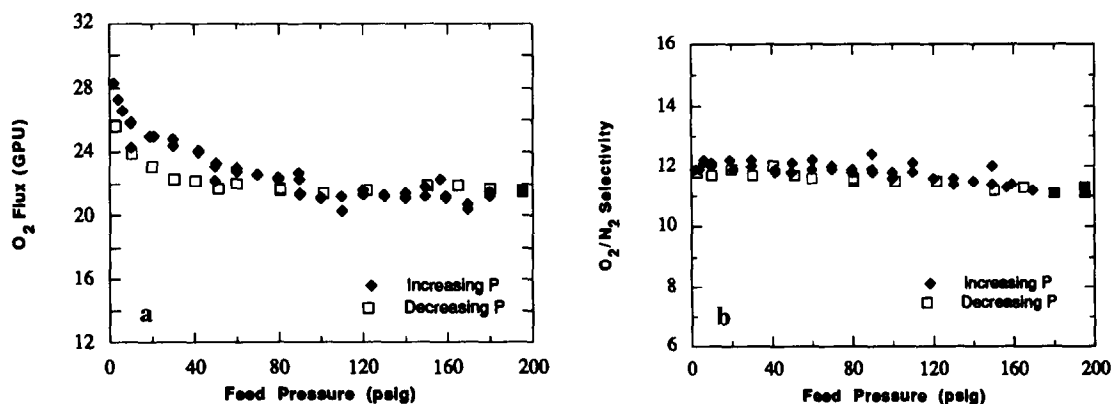 32
28
24
20
16
12
O2 Flux (GPU)
◆ Increasing P
□ Decreasing P
a
0 40 80 120 160 200
Feed Pressure (psig)
16
14
12
10
8
6
O2/N2 Selectivity
◆ Increasing P
□ Decreasing P
b
0 40 80 120 160 200
Feed Pressure (psig)